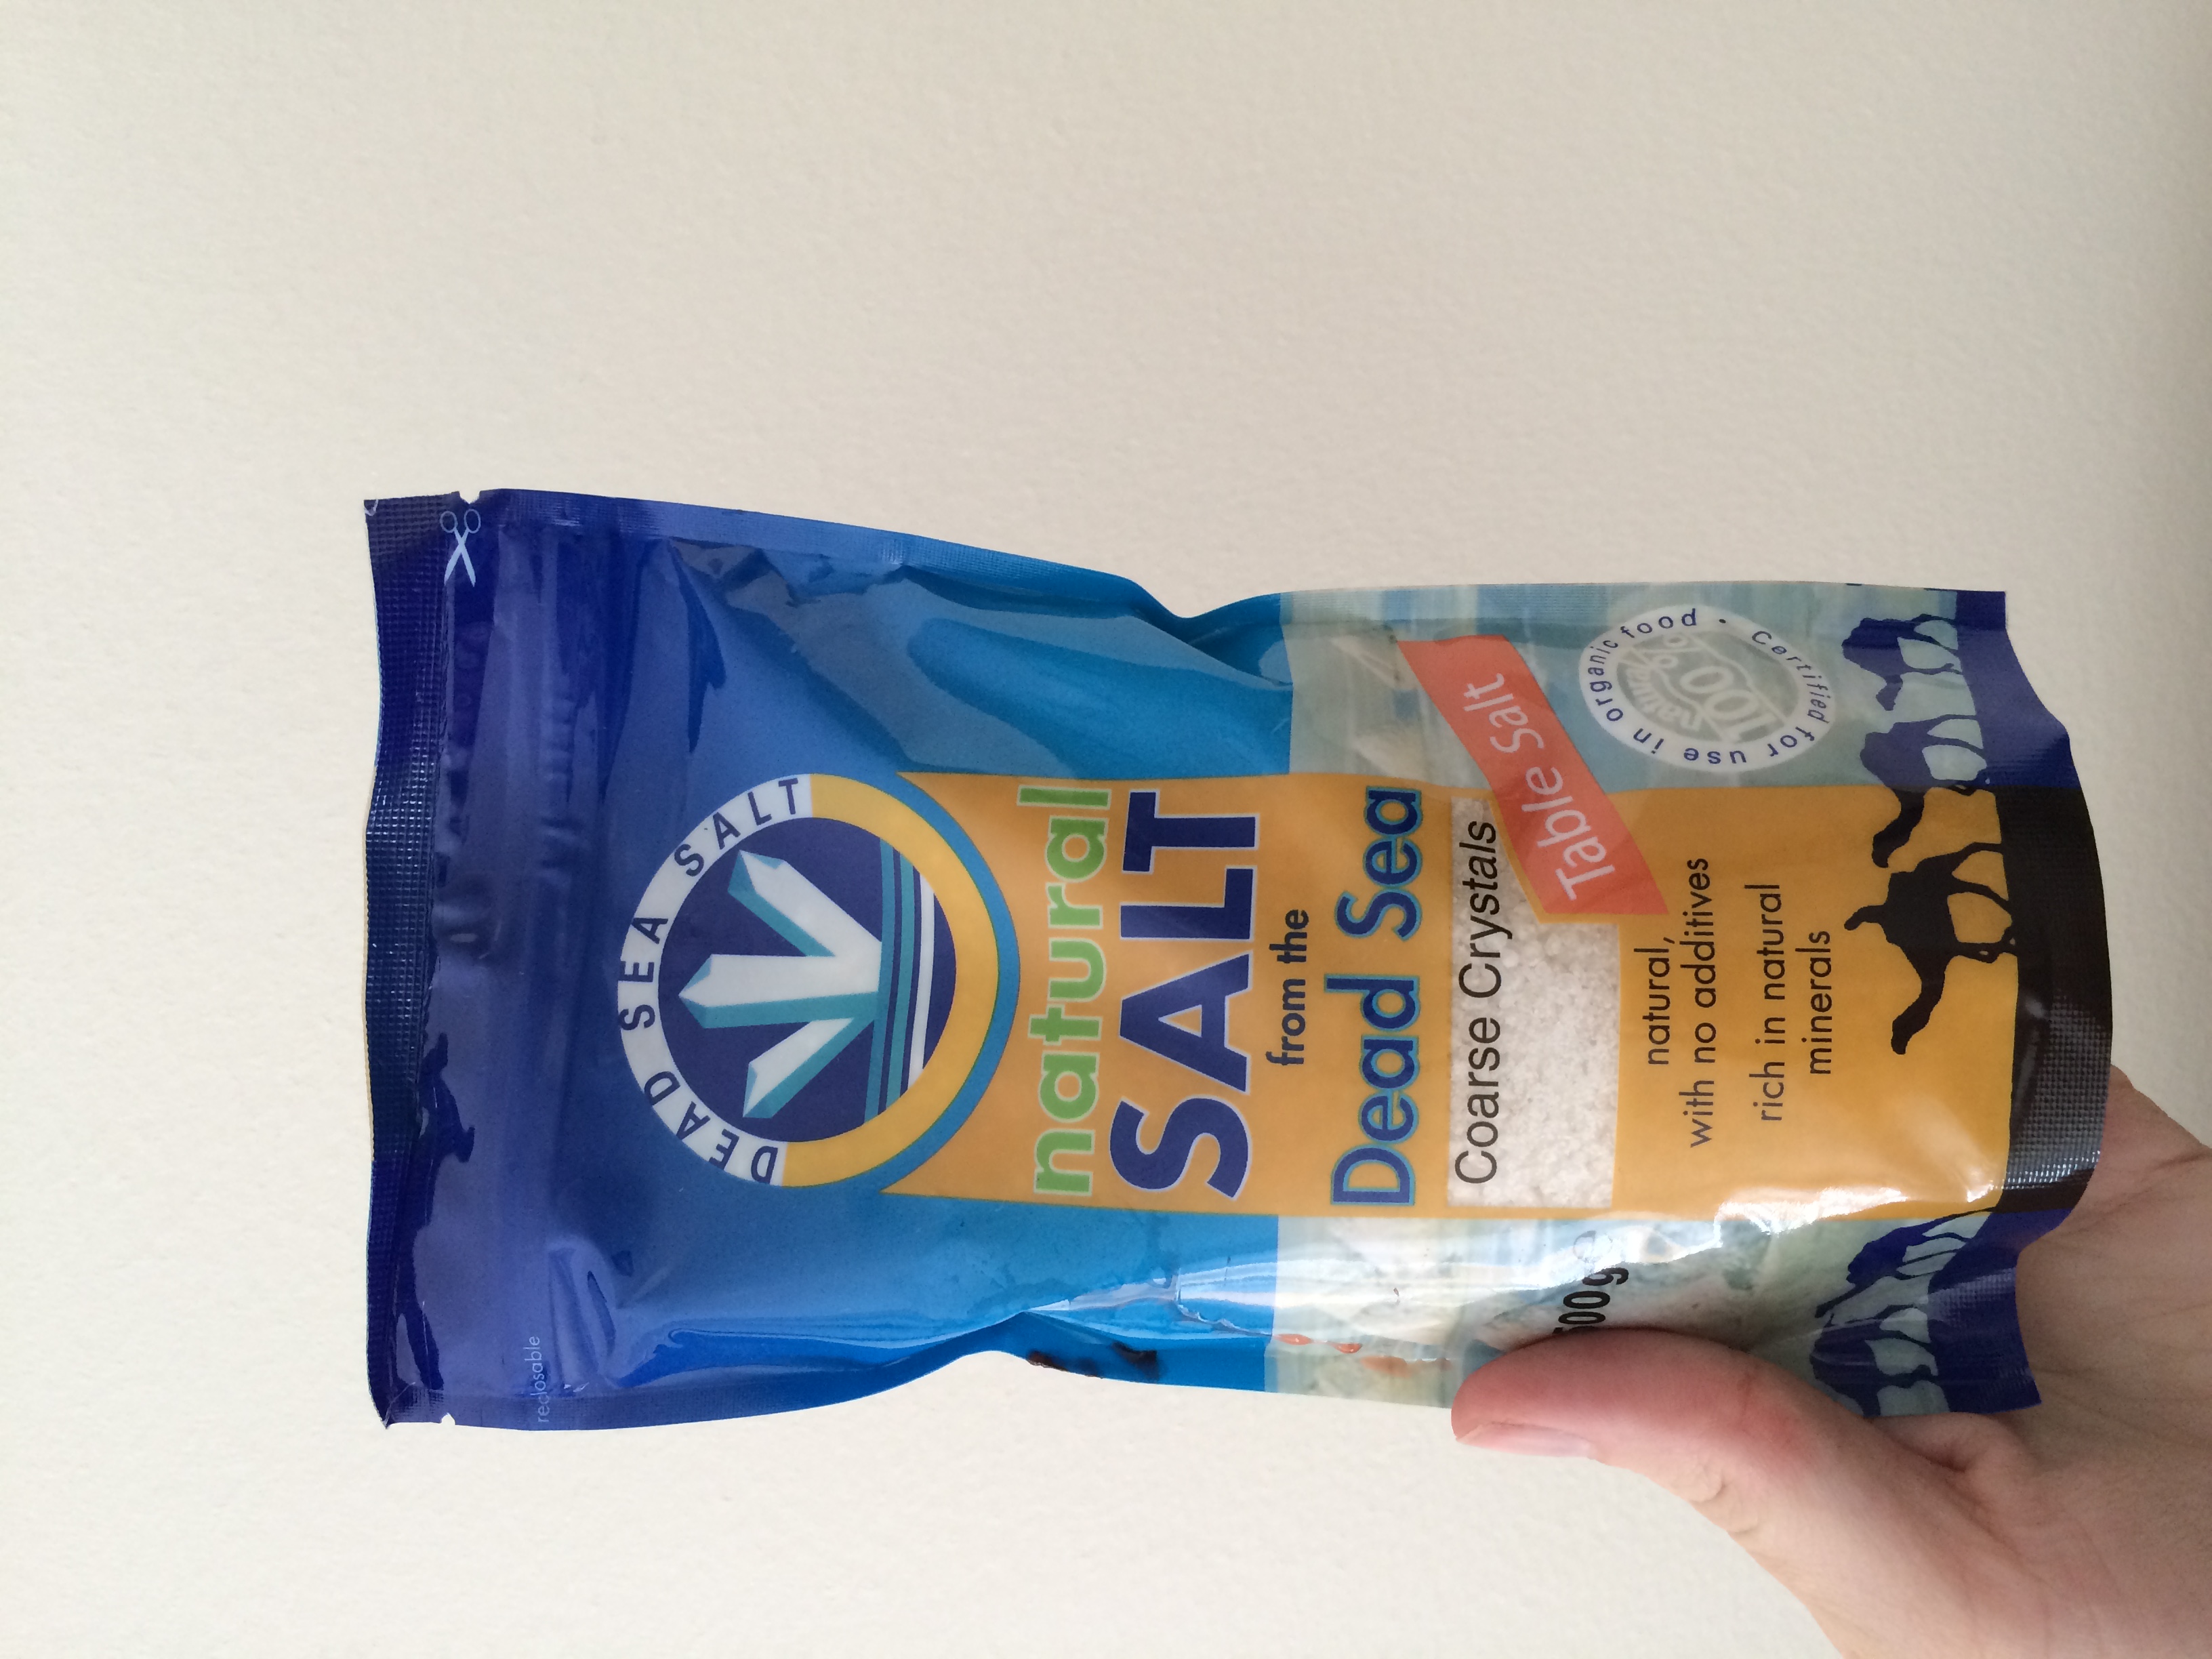 reclosable
DEAD SEA SALT
natural
SALT
from the
Dead Sea
Coarse Crystals
Table Salt
500g e
natural,
with no additives
rich in natural
minerals
Certified for use in organic food •
natural
100%